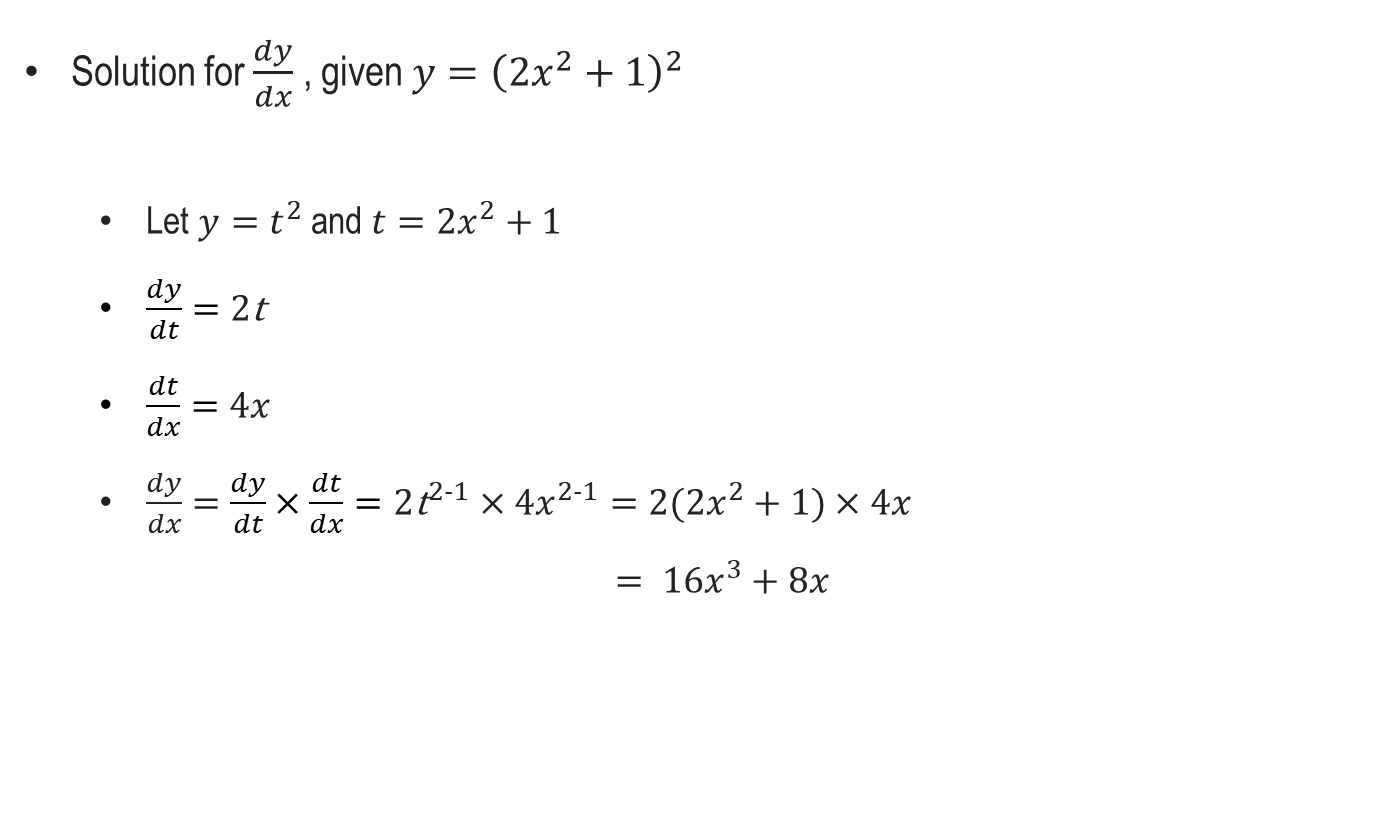 • Solution for dy/dx , given y = (2x² + 1)²
• Let y = t² and t = 2x² + 1
• dy/dt = 2t
• dt/dx = 4x
• dy/dx = dy/dt × dt/dx = 2t²⁻¹ × 4x²⁻¹ = 2(2x² + 1) × 4x
= 16x³ + 8x